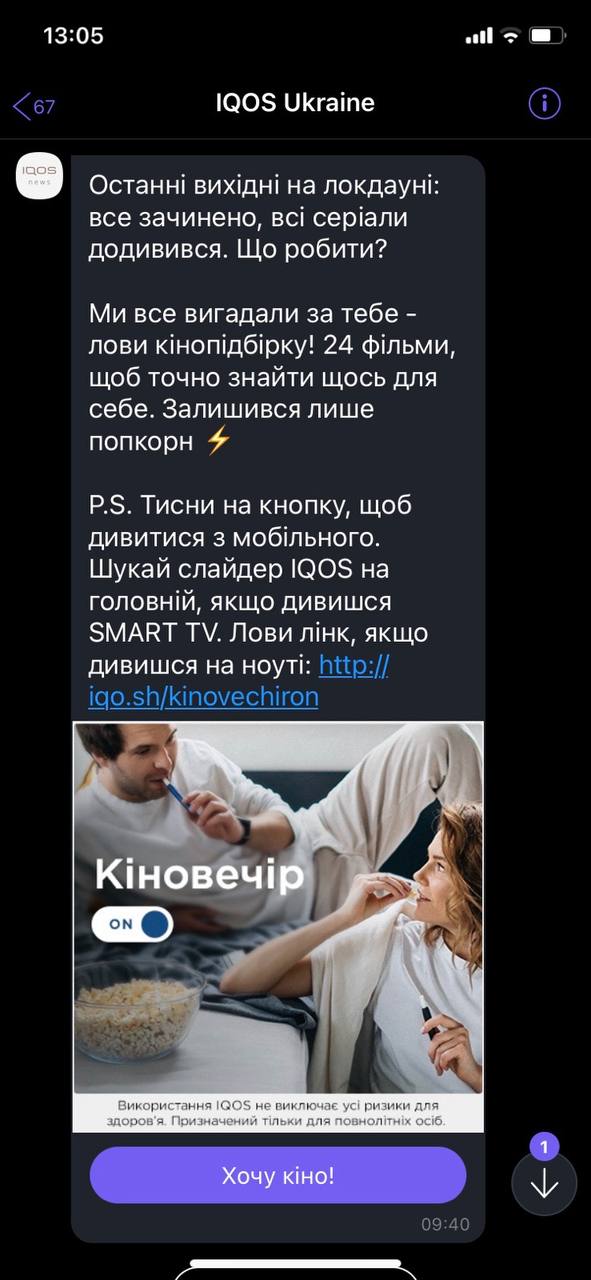 13:05
67
IQOS Ukraine
IQOS
news
Останні вихідні на локдауні:
все зачинено, всі серіали
додивився. Що робити?
Ми все вигадали за тебе -
лови кінопідбірку! 24 фільми,
щоб точно знайти щось для
себе. Залишився лише
попкорн ⚡
P.S. Тисни на кнопку, щоб
дивитися з мобільного.
Шукай слайдер IQOS на
головній, якщо дивишся
SMART TV. Лови лінк, якщо
дивишся на ноуті: http://
iqo.sh/kinovechiron
Кіновечір
ON
Використання IQOS не виключає усі ризики для
здоров'я. Призначений тільки для повнолітніх осіб.
Хочу кіно!
1
09:40